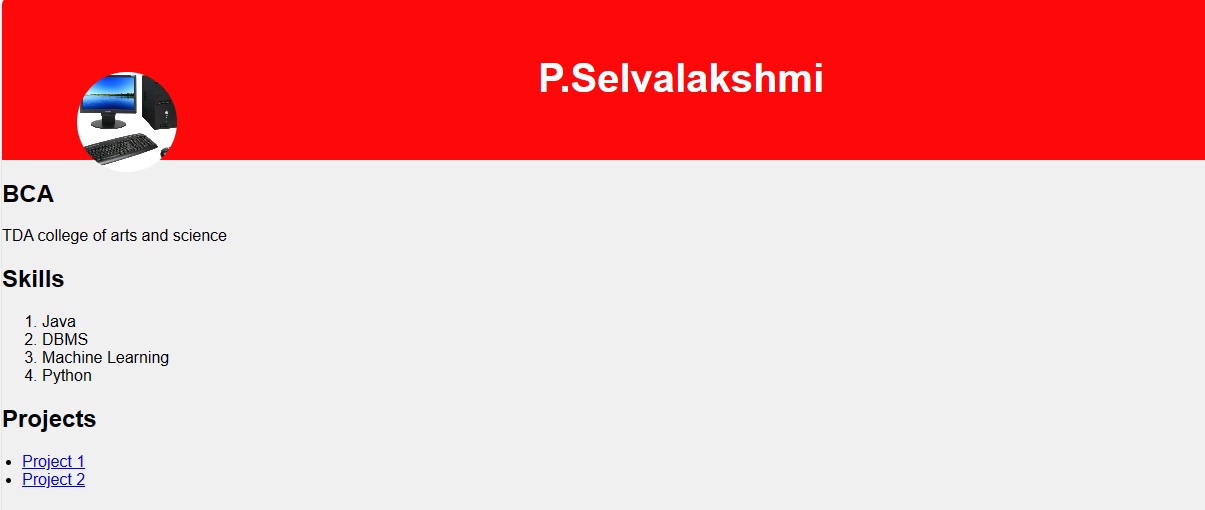 P.Selvalakshmi
BCA
TDA college of arts and science
Skills
1. Java
2. DBMS
3. Machine Learning
4. Python
Projects
• Project 1
• Project 2